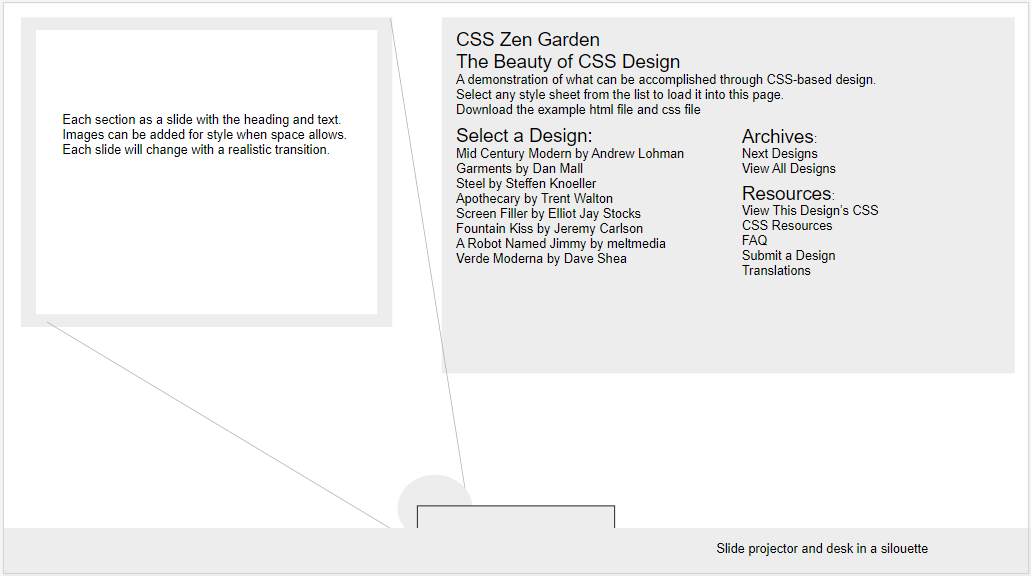 Each section as a slide with the heading and text.
Images can be added for style when space allows.
Each slide will change with a realistic transition.
CSS Zen Garden
The Beauty of CSS Design
A demonstration of what can be accomplished through CSS-based design.
Select any style sheet from the list to load it into this page.
Download the example html file and css file
Select a Design:
Mid Century Modern by Andrew Lohman
Garments by Dan Mall
Steel by Steffen Knoeller
Apothecary by Trent Walton
Screen Filler by Elliot Jay Stocks
Fountain Kiss by Jeremy Carlson
A Robot Named Jimmy by meltmedia
Verde Moderna by Dave Shea
Archives:
Next Designs
View All Designs
Resources:
View This Design's CSS
CSS Resources
FAQ
Submit a Design
Translations
Slide projector and desk in a silouette